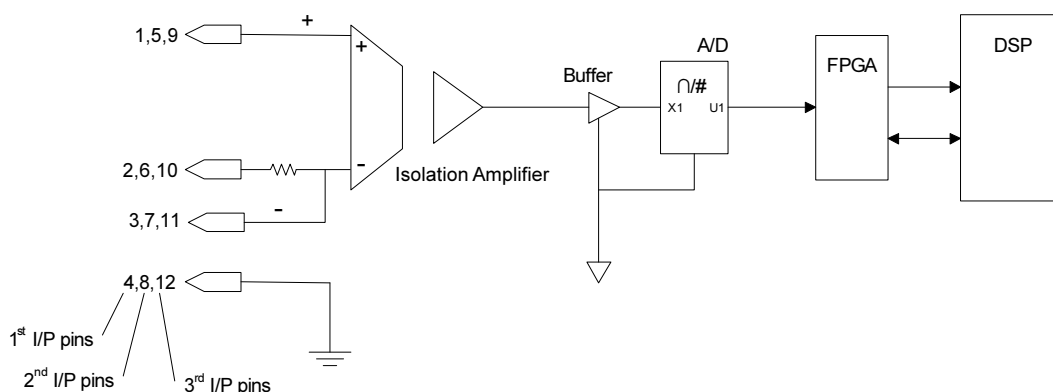 +
1,5,9
+
2,6,10
-
Isolation Amplifier
3,7,11
-
4,8,12
1st I/P pins
2nd I/P pins
3rd I/P pins
Buffer
A/D
∩/#
X1
U1
FPGA
DSP